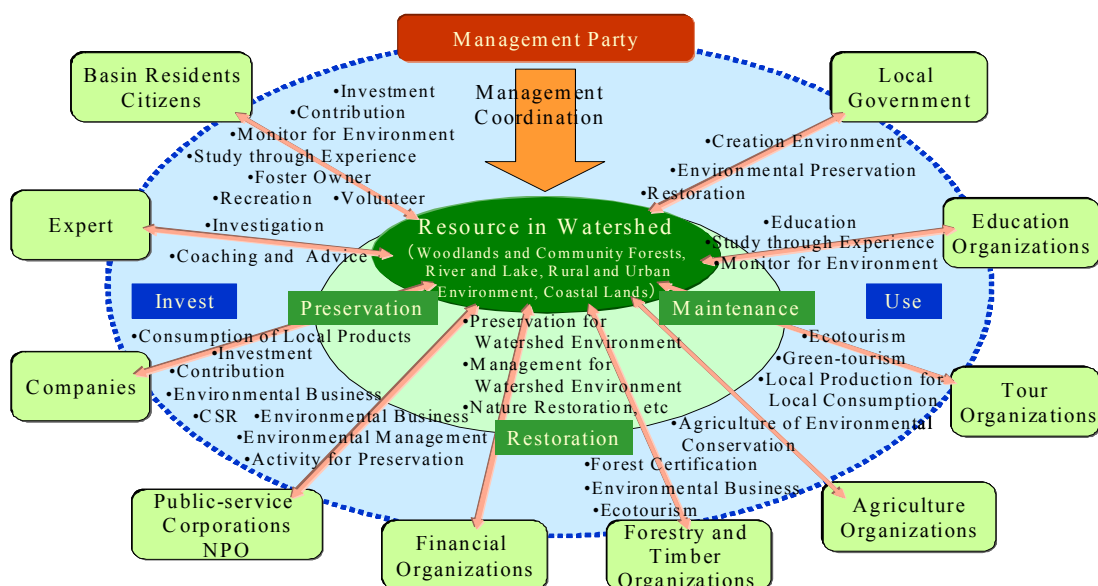 Management Party
Basin Residents
Citizens
•Investment
•Contribution
•Monitor for Environment
•Study through Experience
•Foster Owner
•Recreation
•Volunteer
Management
Coordination
Local
Government
•Creation Environment
•Environmental Preservation
•Restoration
Expert
•Investigation
•Coaching and Advice
Resource in Watershed
(Woodlands and Community Forests,
River and Lake, Rural and Urban
Environment, Coastal Lands)
•Education
•Study through Experience
•Monitor for Environment
Education
Organizations
Invest
Preservation
Maintenance
Use
•Consumption of Local Products
•Investment
•Contribution
•Environmental Business
•CSR
•Environmental Business
•Environmental Management
•Activity for Preservation
Companies
•Preservation for
Watershed Environment
•Management for
Watershed Environment
•Nature Restoration, etc
Restoration
•Ecotourism
•Green-tourism
•Local Production for
Local Consumption
Tour
Organizations
•Agriculture of Environmental
Conservation
•Forest Certification
•Environmental Business
•Ecotourism
Public-service
Corporations
NPO
Financial
Organizations
Forestry and
Timber
Organizations
Agriculture
Organizations